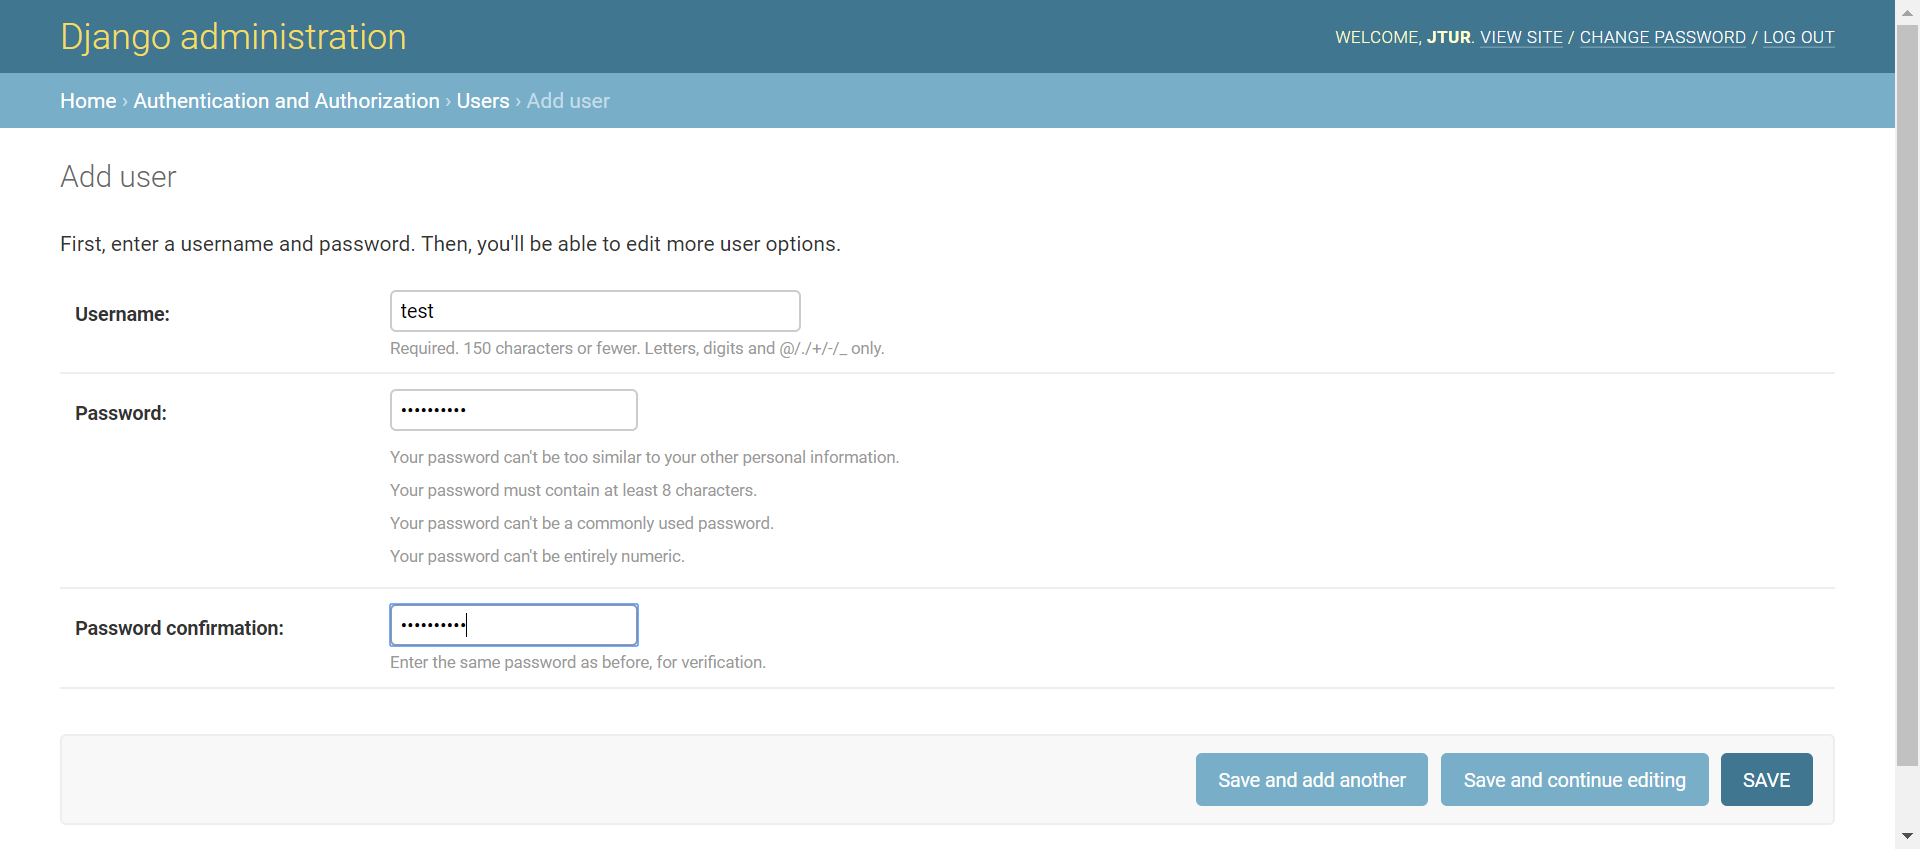 Django administration
WELCOME, JTUR. VIEW SITE / CHANGE PASSWORD / LOG OUT
Home › Authentication and Authorization › Users › Add user
Add user
First, enter a username and password. Then, you'll be able to edit more user options.
Username:
test
Required. 150 characters or fewer. Letters, digits and @/./+/-/_ only.
Password:
••••••••••
Your password can't be too similar to your other personal information.
Your password must contain at least 8 characters.
Your password can't be a commonly used password.
Your password can't be entirely numeric.
Password confirmation:
••••••••••
Enter the same password as before, for verification.
Save and add another
Save and continue editing
SAVE